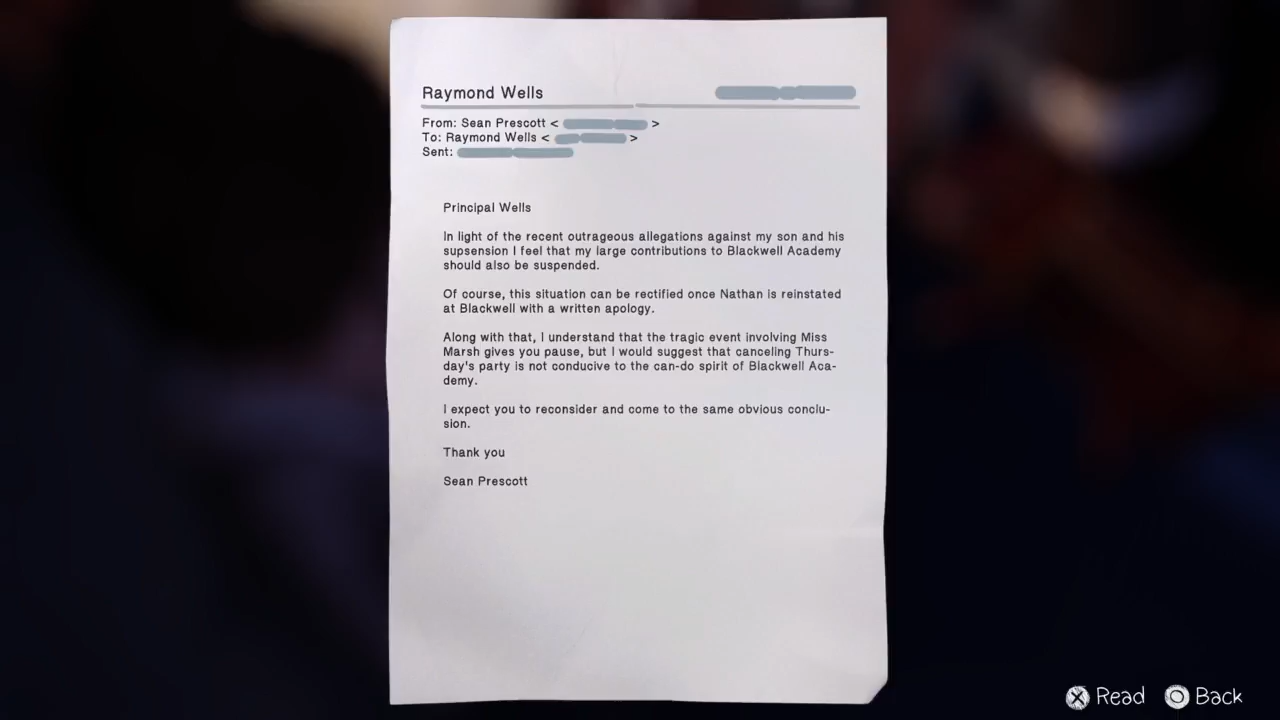 Raymond Wells
From: Sean Prescott < >
To: Raymond Wells < >
Sent:
Principal Wells
In light of the recent outrageous allegations against my son and his
supsension I feel that my large contributions to Blackwell Academy
should also be suspended.
Of course, this situation can be rectified once Nathan is reinstated
at Blackwell with a written apology.
Along with that, I understand that the tragic event involving Miss
Marsh gives you pause, but I would suggest that canceling Thurs-
day's party is not conducive to the can-do spirit of Blackwell Aca-
demy.
I expect you to reconsider and come to the same obvious conclu-
sion.
Thank you
Sean Prescott
Read Back